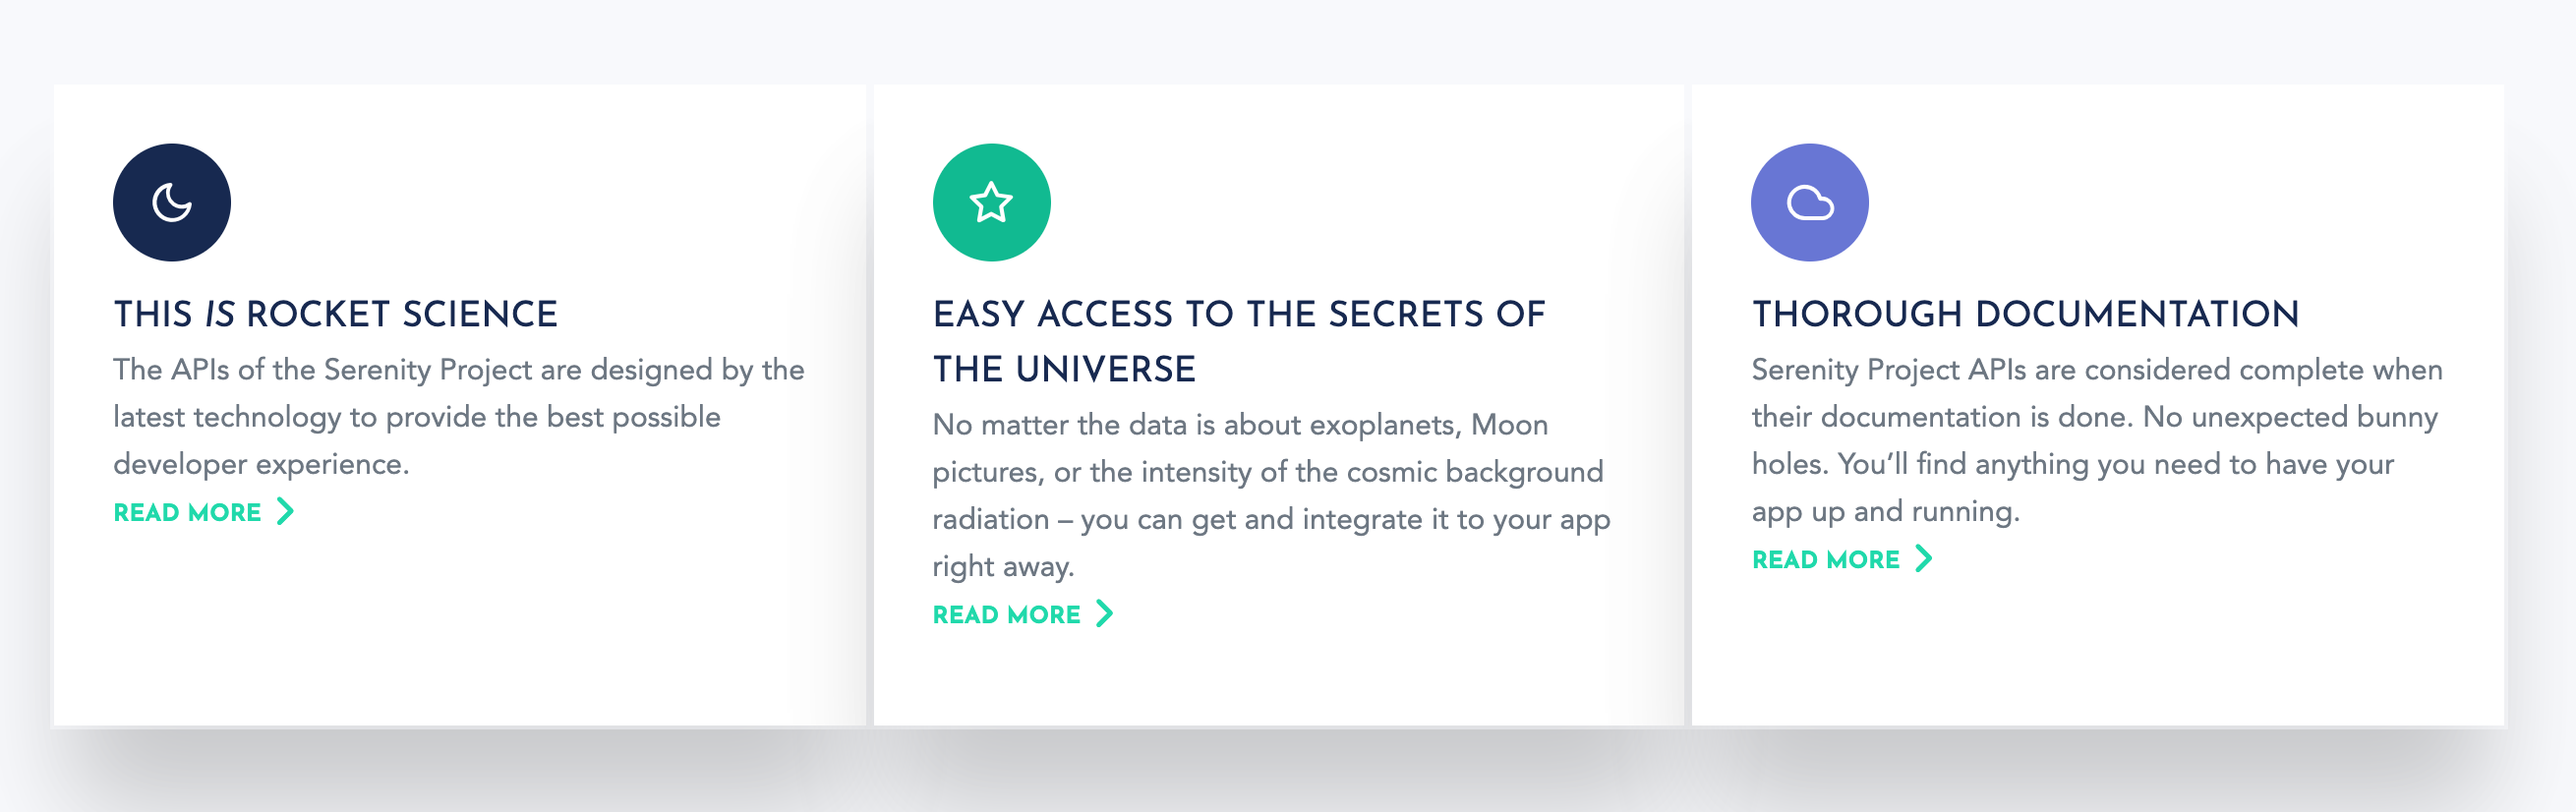 THIS IS ROCKET SCIENCE
The APIs of the Serenity Project are designed by the
latest technology to provide the best possible
developer experience.
READ MORE
EASY ACCESS TO THE SECRETS OF
THE UNIVERSE
No matter the data is about exoplanets, Moon
pictures, or the intensity of the cosmic background
radiation – you can get and integrate it to your app
right away.
READ MORE
THOROUGH DOCUMENTATION
Serenity Project APIs are considered complete when
their documentation is done. No unexpected bunny
holes. You’ll find anything you need to have your
app up and running.
READ MORE